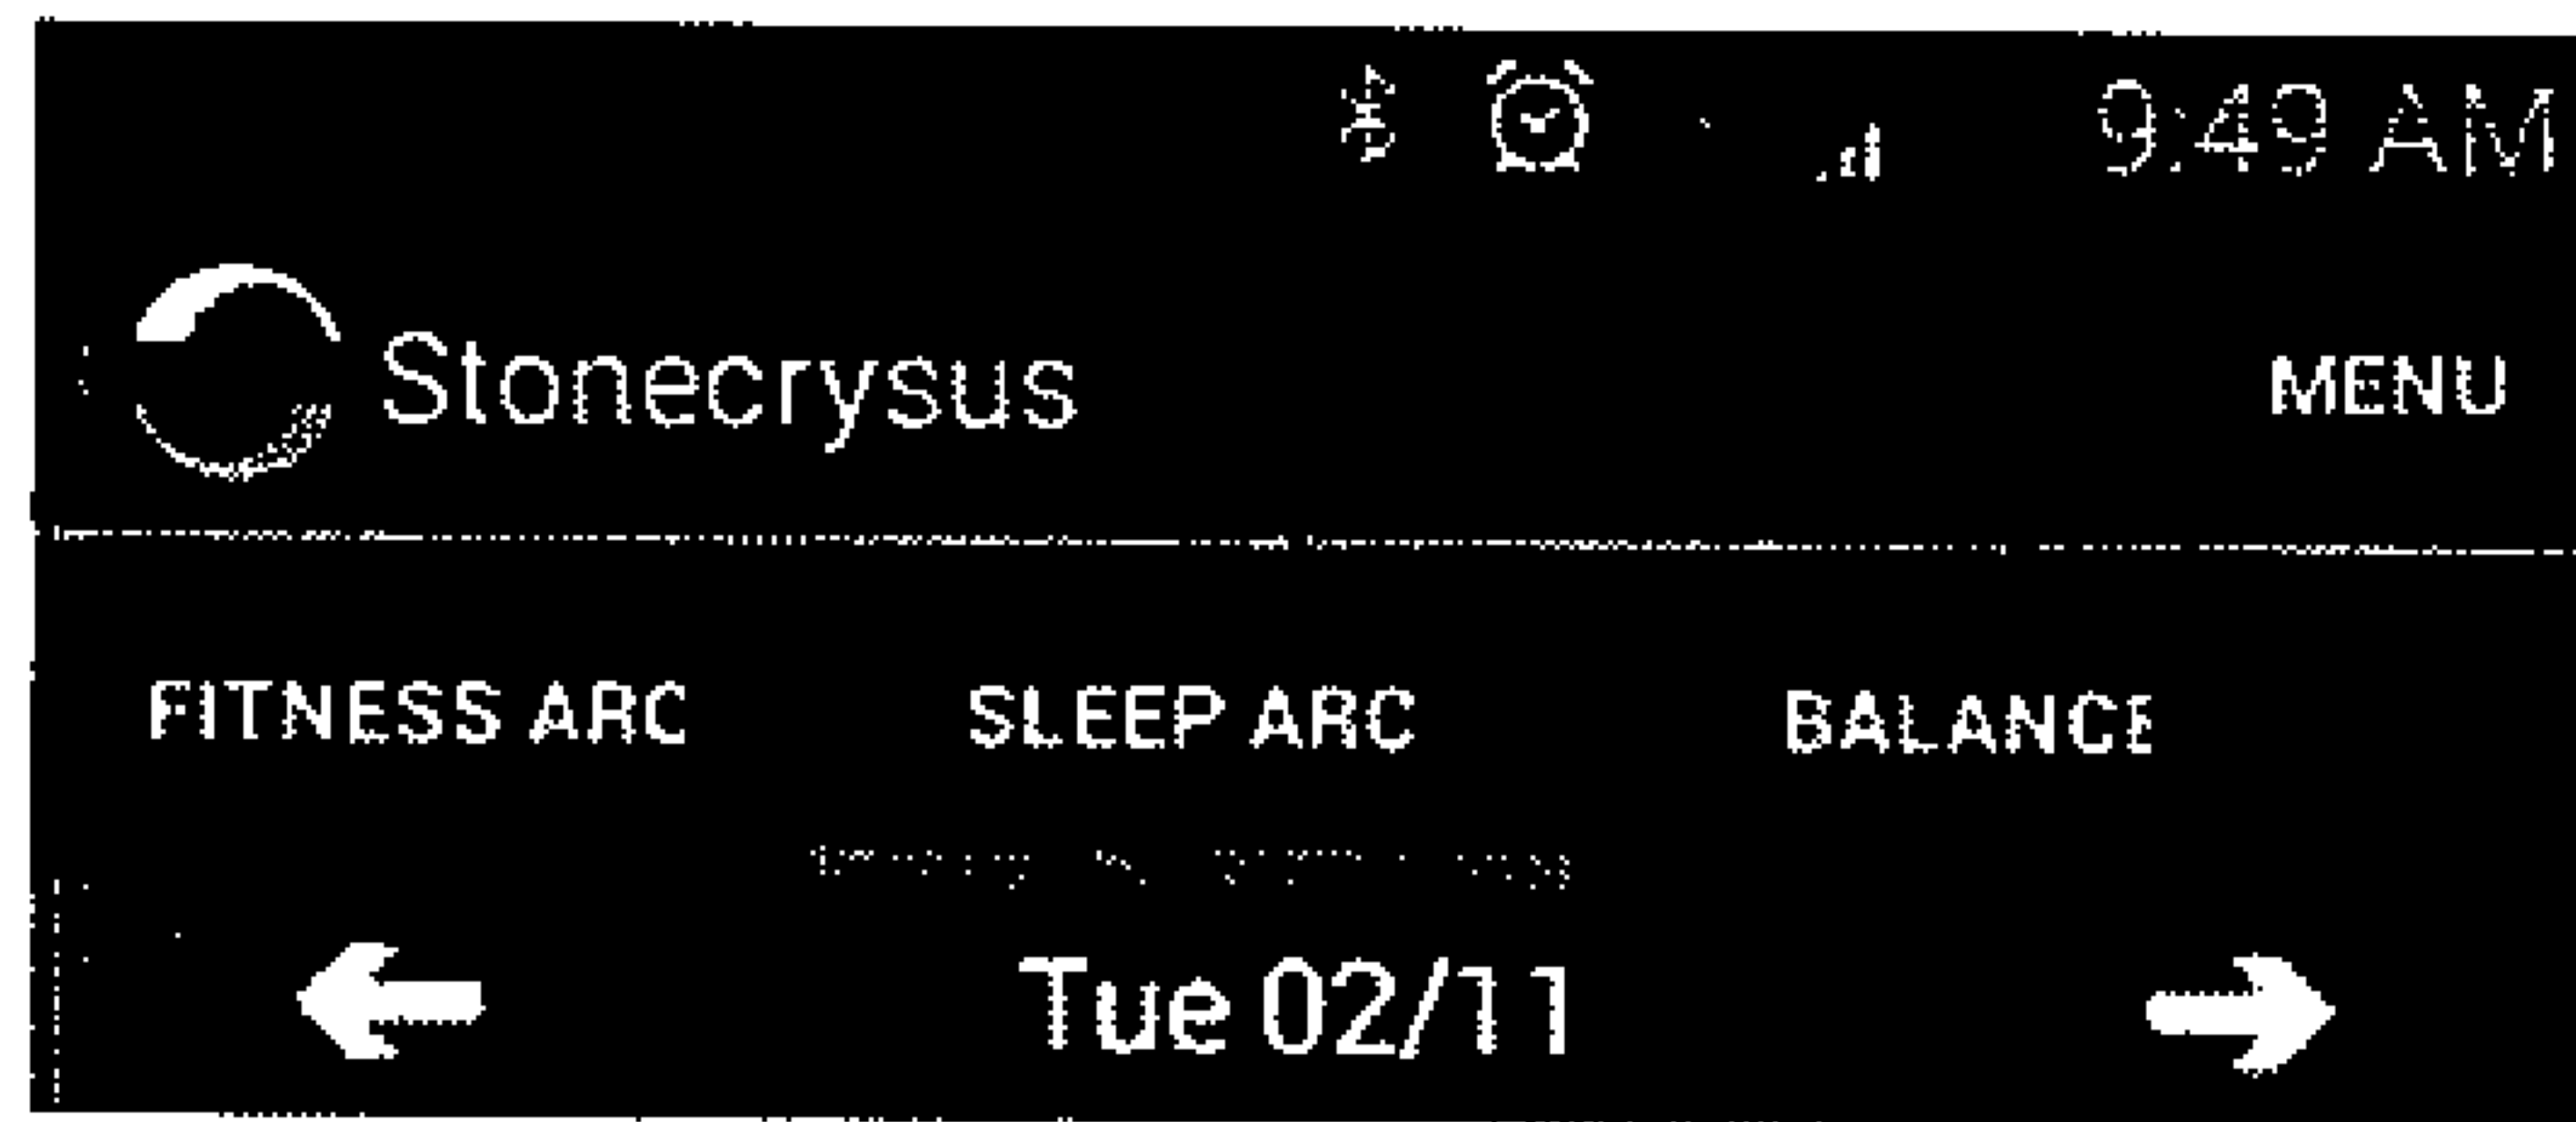 9:49 AM
Stonecrysus
MENU
FITNESS ARC SLEEP ARC BALANCE
Tue 02/11